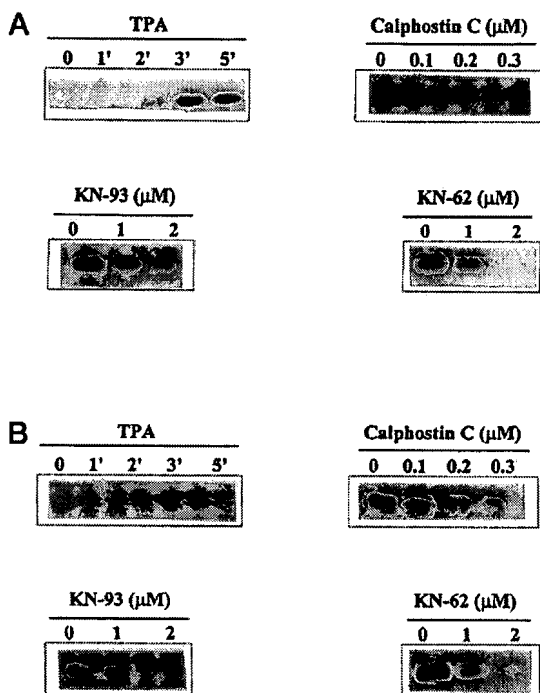 A
TPA
0 1' 2' 3' 5'
Calphostin C (μM)
0 0.1 0.2 0.3
KN-93 (μM)
0 1 2
KN-62 (μM)
0 1 2
B
TPA
0 1' 2' 3' 5'
Calphostin C (μM)
0 0.1 0.2 0.3
KN-93 (μM)
0 1 2
KN-62 (μM)
0 1 2